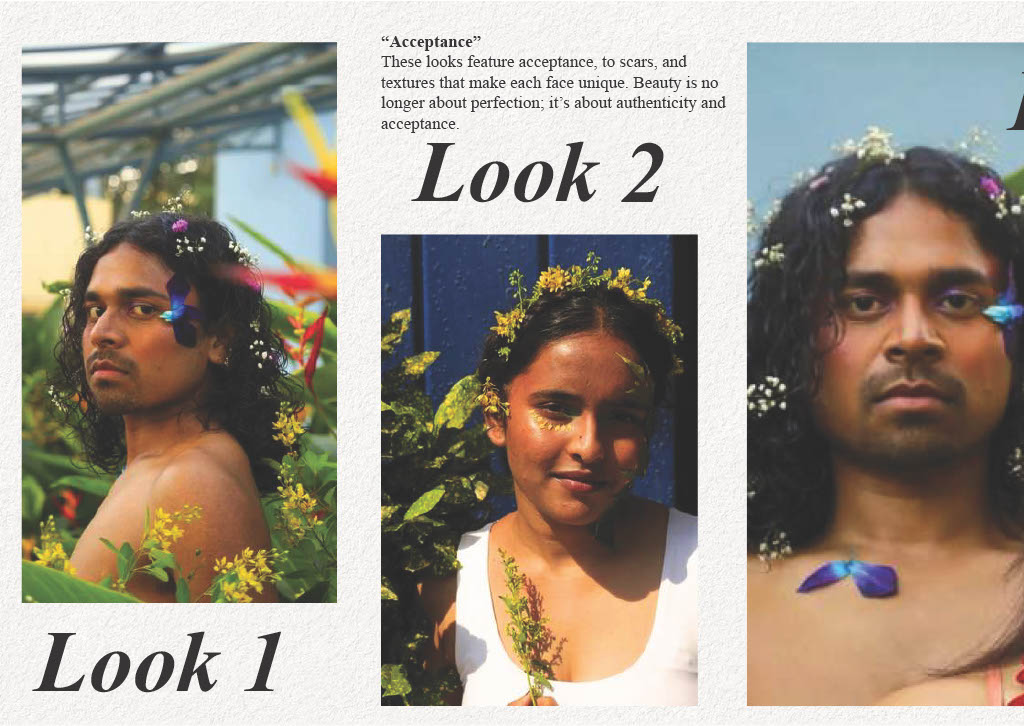 “Acceptance”
These looks feature acceptance, to scars, and
textures that make each face unique. Beauty is no
longer about perfection; it’s about authenticity and
acceptance.
Look 2
Look 1